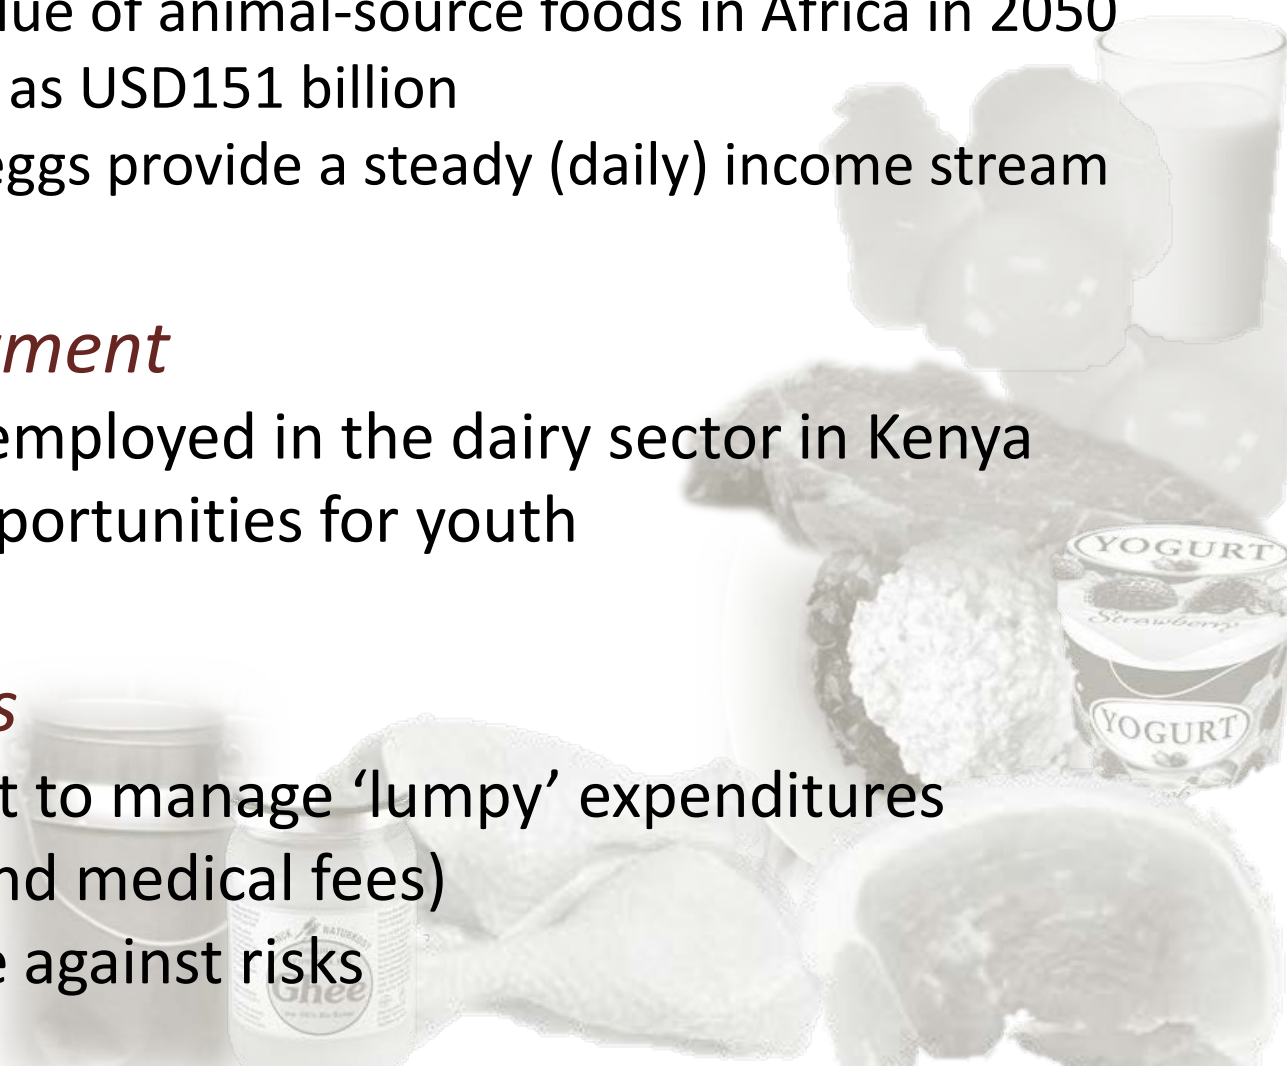 lue of animal-source foods in Africa in 2050
as USD151 billion
eggs provide a steady (daily) income stream
ment
employed in the dairy sector in Kenya
portunities for youth
YOGURT
Strawberry
s
YOGURT
t to manage ‘lumpy’ expenditures
nd medical fees)
e against risks
Ghee